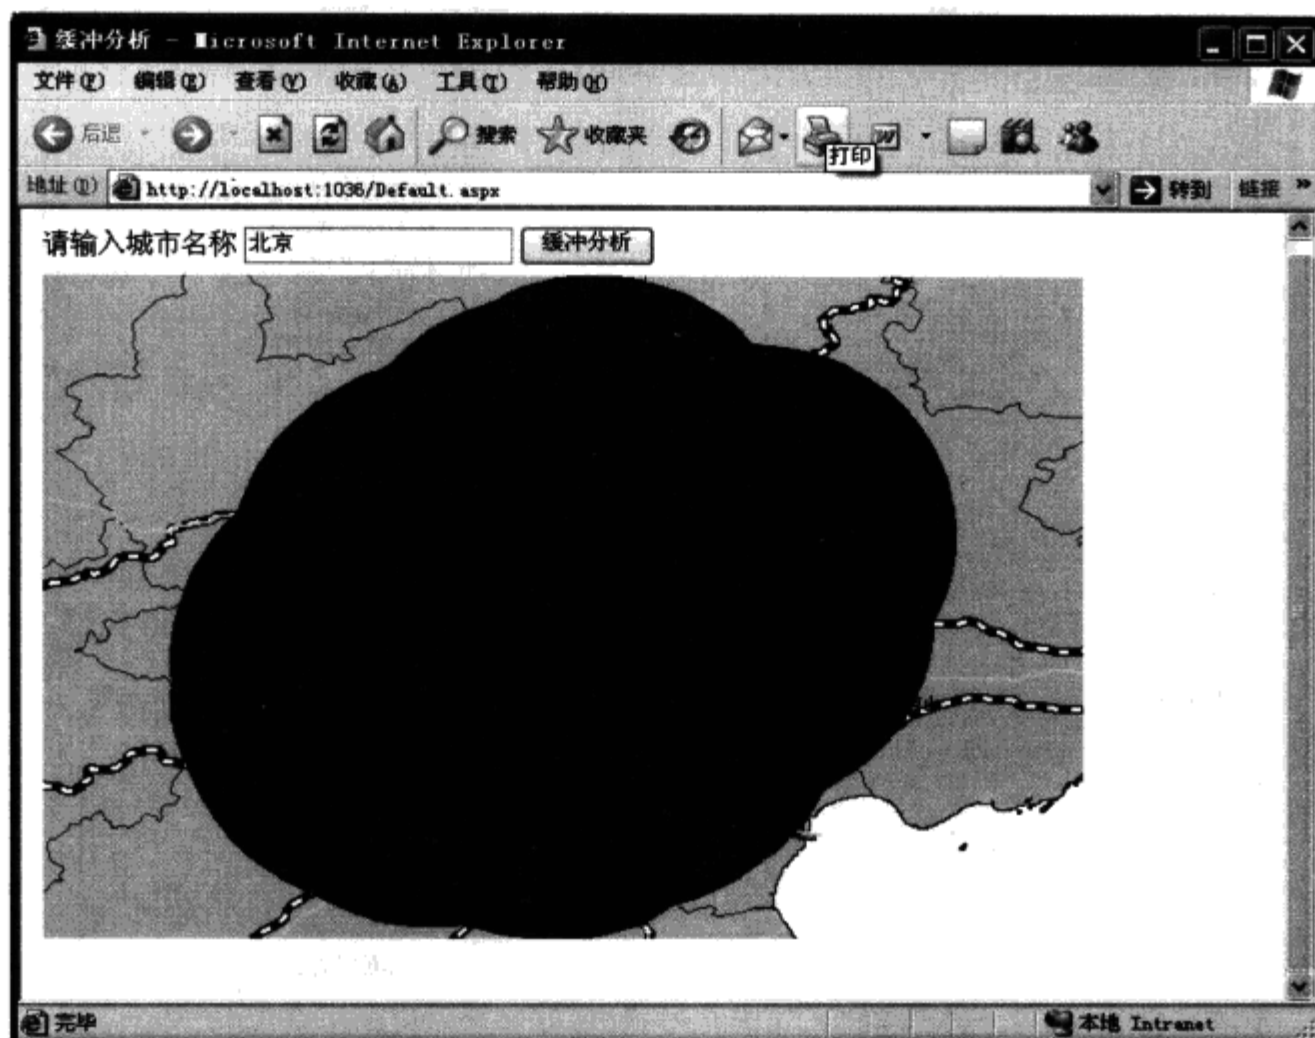 缓冲分析 - Microsoft Internet Explorer
文件(F) 编辑(E) 查看(V) 收藏(A) 工具(T) 帮助(H)
后退 搜索 收藏夹
打印
地址(D) http://localhost:1036/Default.aspx 转到 链接 »
请输入城市名称 北京 缓冲分析
完毕 本地 Intranet